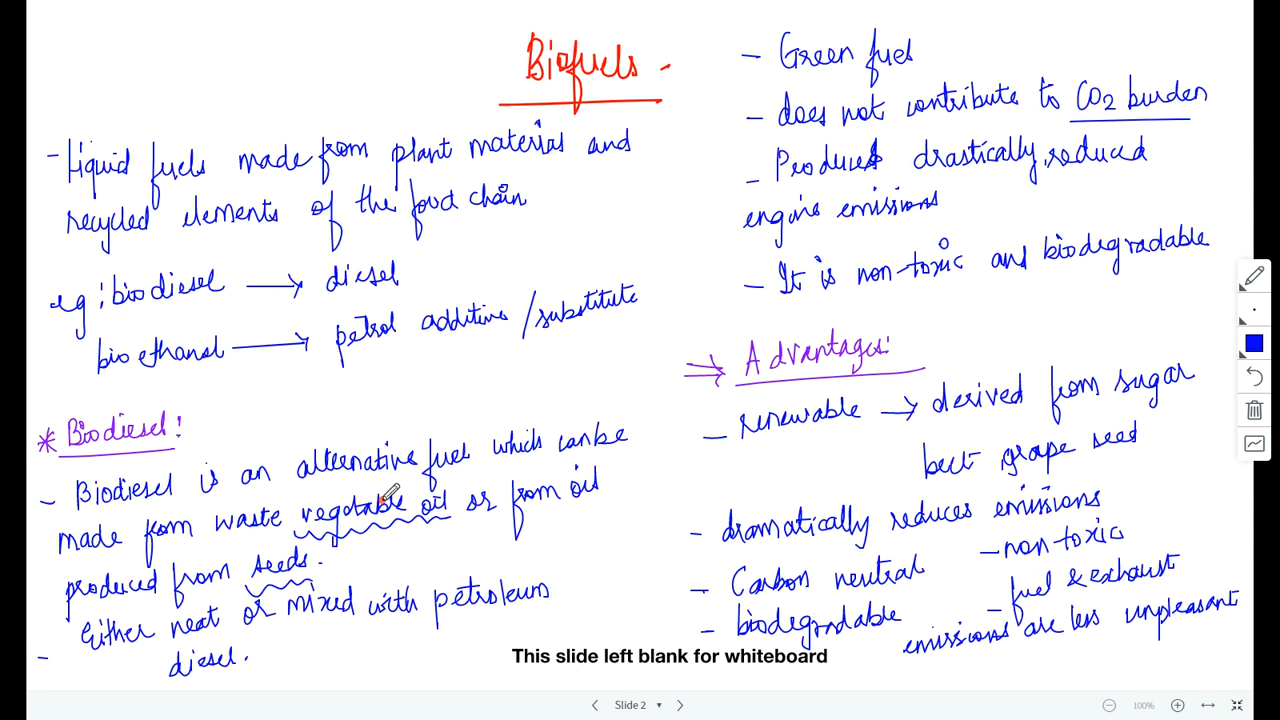 Biofuels.
- Liquid fuels made from plant material and
recycled elements of the food chain
eg: biodiesel → diesel
bioethanol → petrol additive/substitute
* Biodiesel!
- Biodiesel is an alternative fuel which can be
made from waste vegetable oil or from oil
produced from seeds.
- Either neat or mixed with petroleum
diesel.
- Green fuel
- does not contribute to CO2 burden
- Produces drastically reduced
engine emissions
- It is non-toxic and biodegradable
⇒ Advantages:
- renewable → derived from sugar
beet grape seed
- dramatically reduces emissions
- Carbon neutral
- biodegradable
- non toxic
- fuel & exhaust
emissions are less unpleasant
This slide left blank for whiteboard
Slide 2
100%